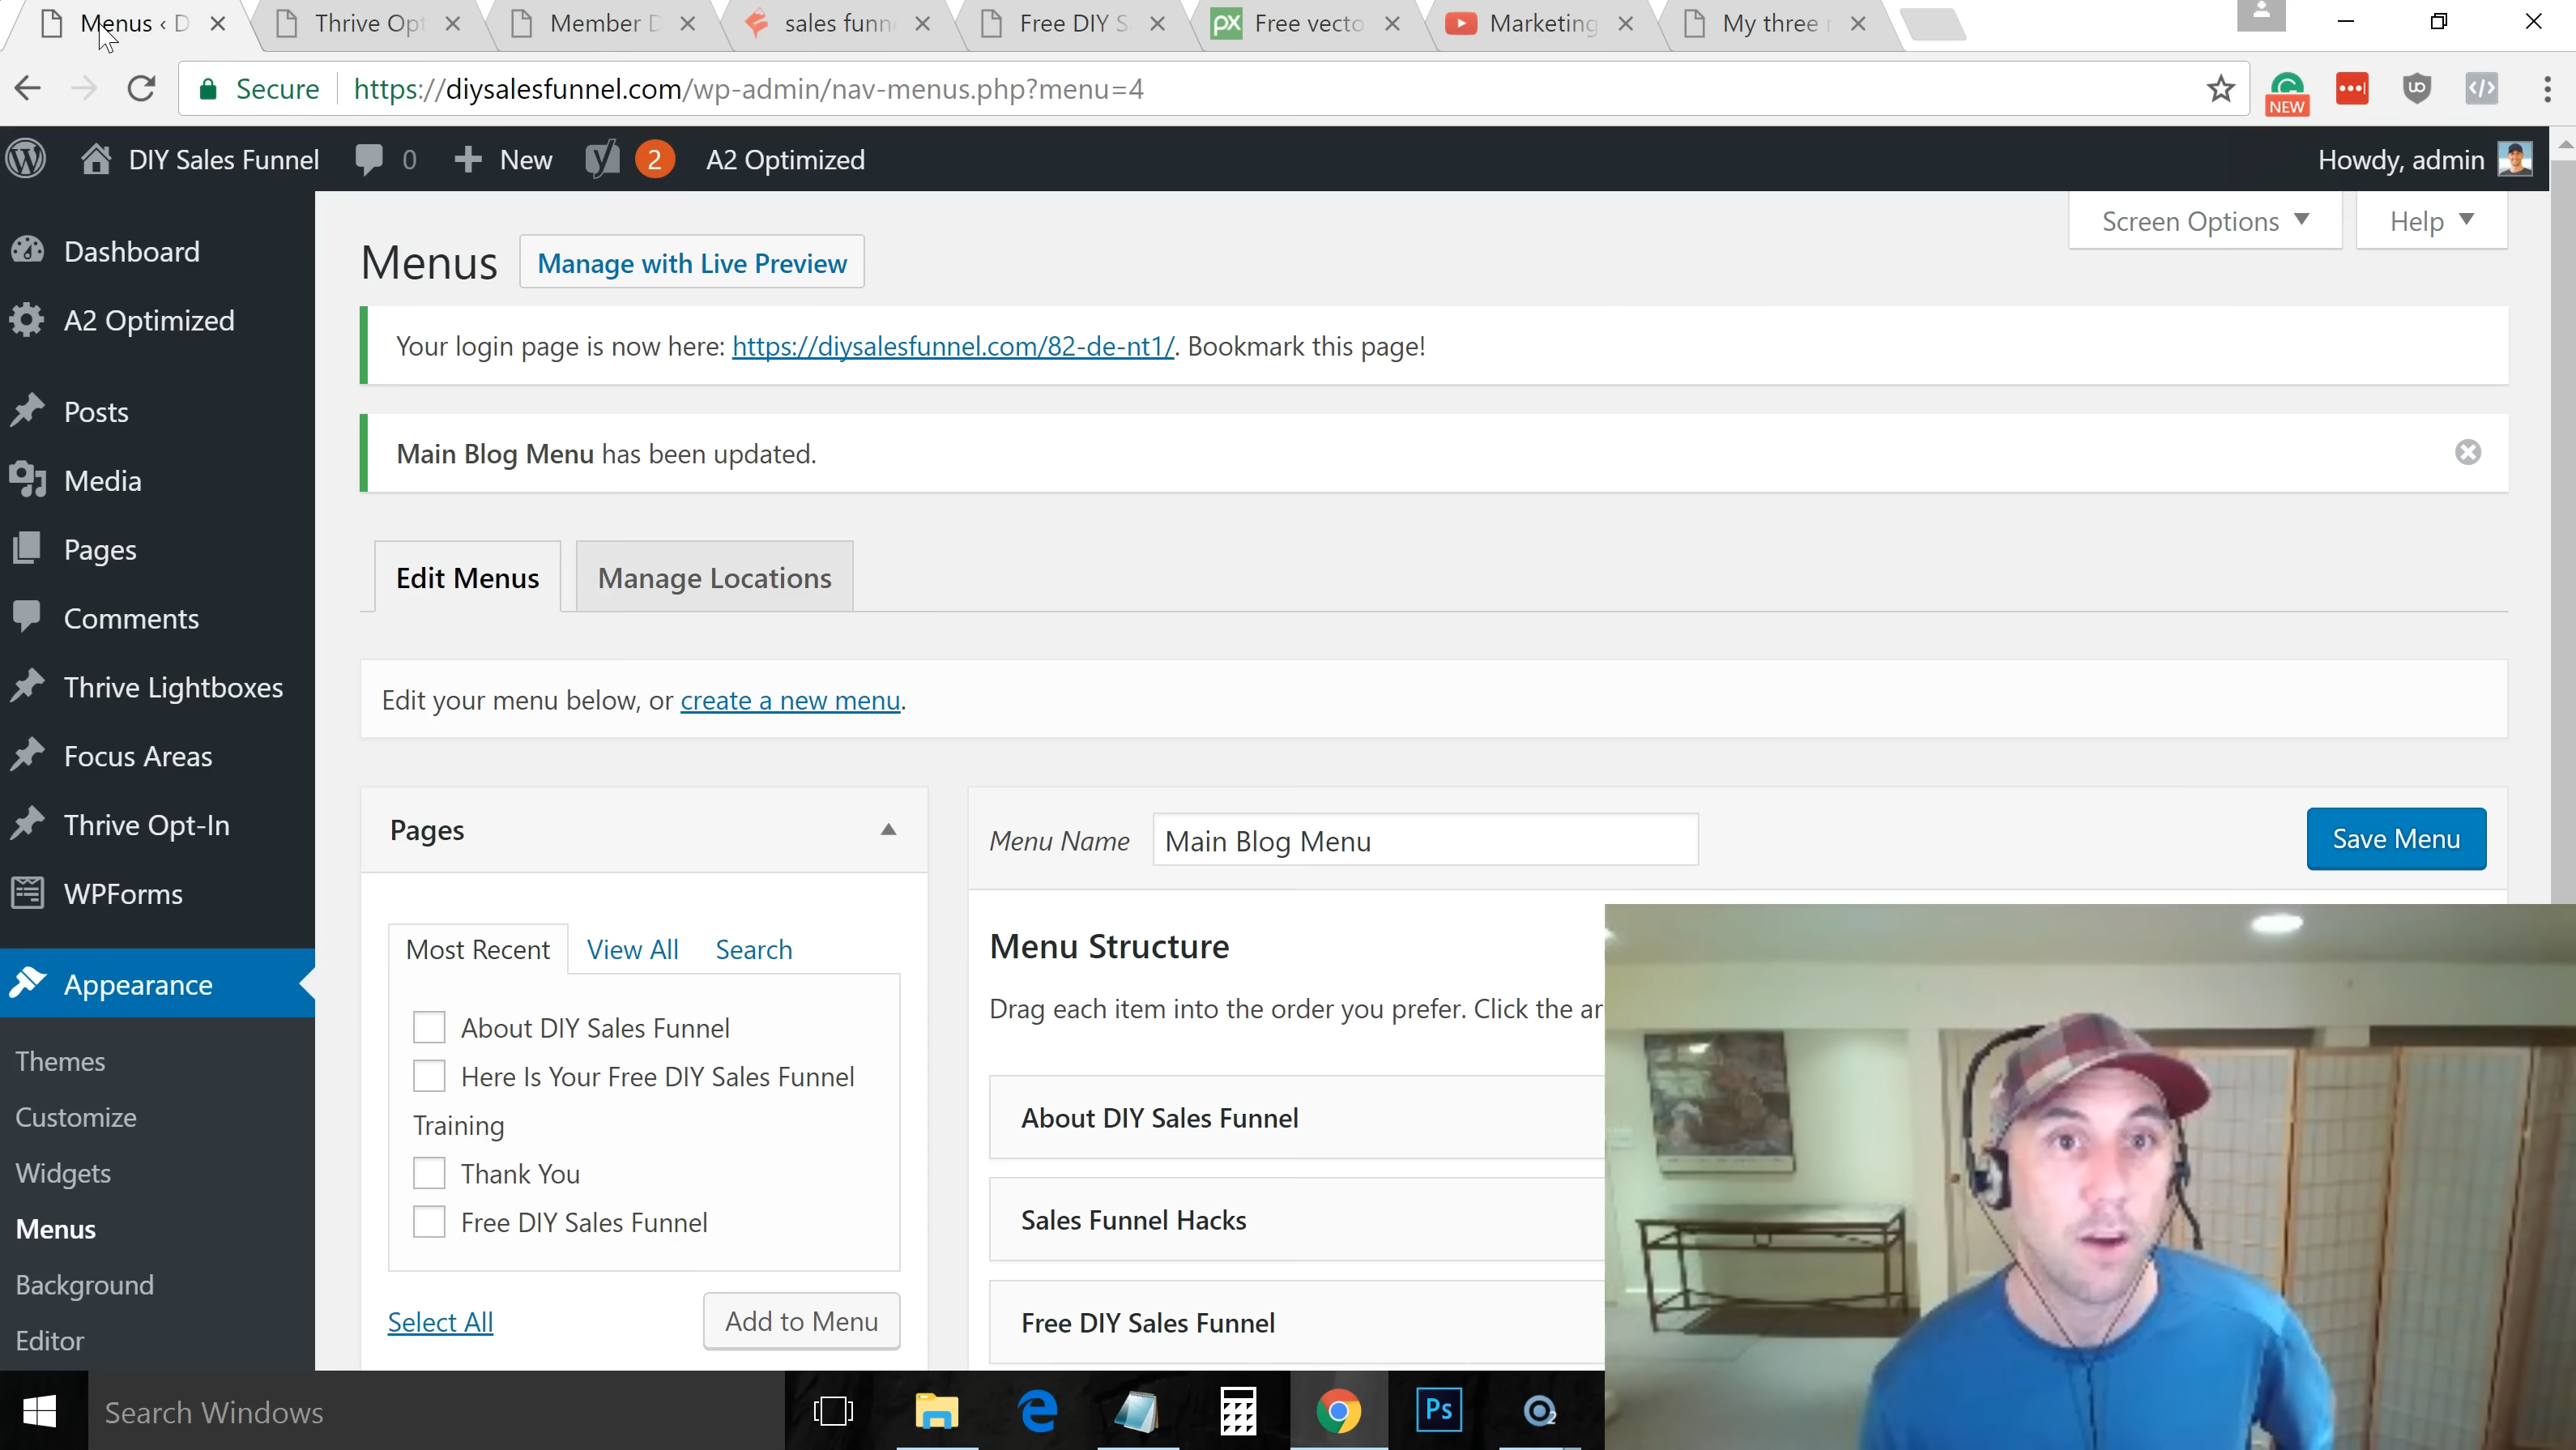 Menus ‹ D
Thrive Opt
Member D
sales funn
Free DIY S
px Free vecto
Marketing
My three
Secure https://diysalesfunnel.com/wp-admin/nav-menus.php?menu=4
NEW
DIY Sales Funnel 0 New 2 A2 Optimized Howdy, admin
Screen Options Help
Dashboard
A2 Optimized
Posts
Media
Pages
Comments
Thrive Lightboxes
Focus Areas
Thrive Opt-In
WPForms
Appearance
Themes
Customize
Widgets
Menus
Background
Editor
Menus Manage with Live Preview
Your login page is now here: https://diysalesfunnel.com/82-de-nt1/. Bookmark this page!
Main Blog Menu has been updated.
Edit Menus Manage Locations
Edit your menu below, or create a new menu.
Pages
Most Recent View All Search
About DIY Sales Funnel
Here Is Your Free DIY Sales Funnel
Training
Thank You
Free DIY Sales Funnel
Select All Add to Menu
Menu Name Main Blog Menu Save Menu
Menu Structure
Drag each item into the order you prefer. Click the ar
About DIY Sales Funnel
Sales Funnel Hacks
Free DIY Sales Funnel
Search Windows
Ps
2